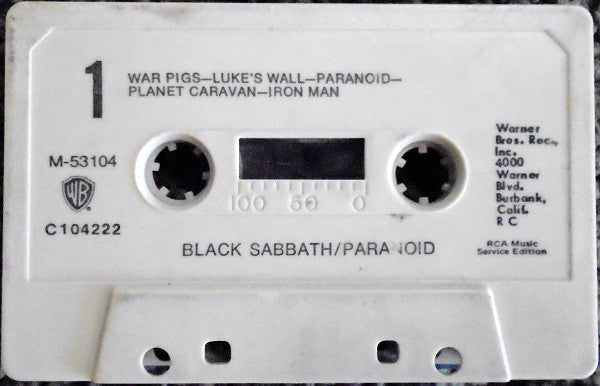 1
WAR PIGS—LUKE'S WALL—PARANOID—
PLANET CARAVAN—IRON MAN
M-53104
WB
C104222
100 50 0
BLACK SABBATH/PARANOID
Warner
Bros. Rec.,
Inc.
4000
Warner
Blvd.
Burbank,
Calif.
R C
RCA Music
Service Edition